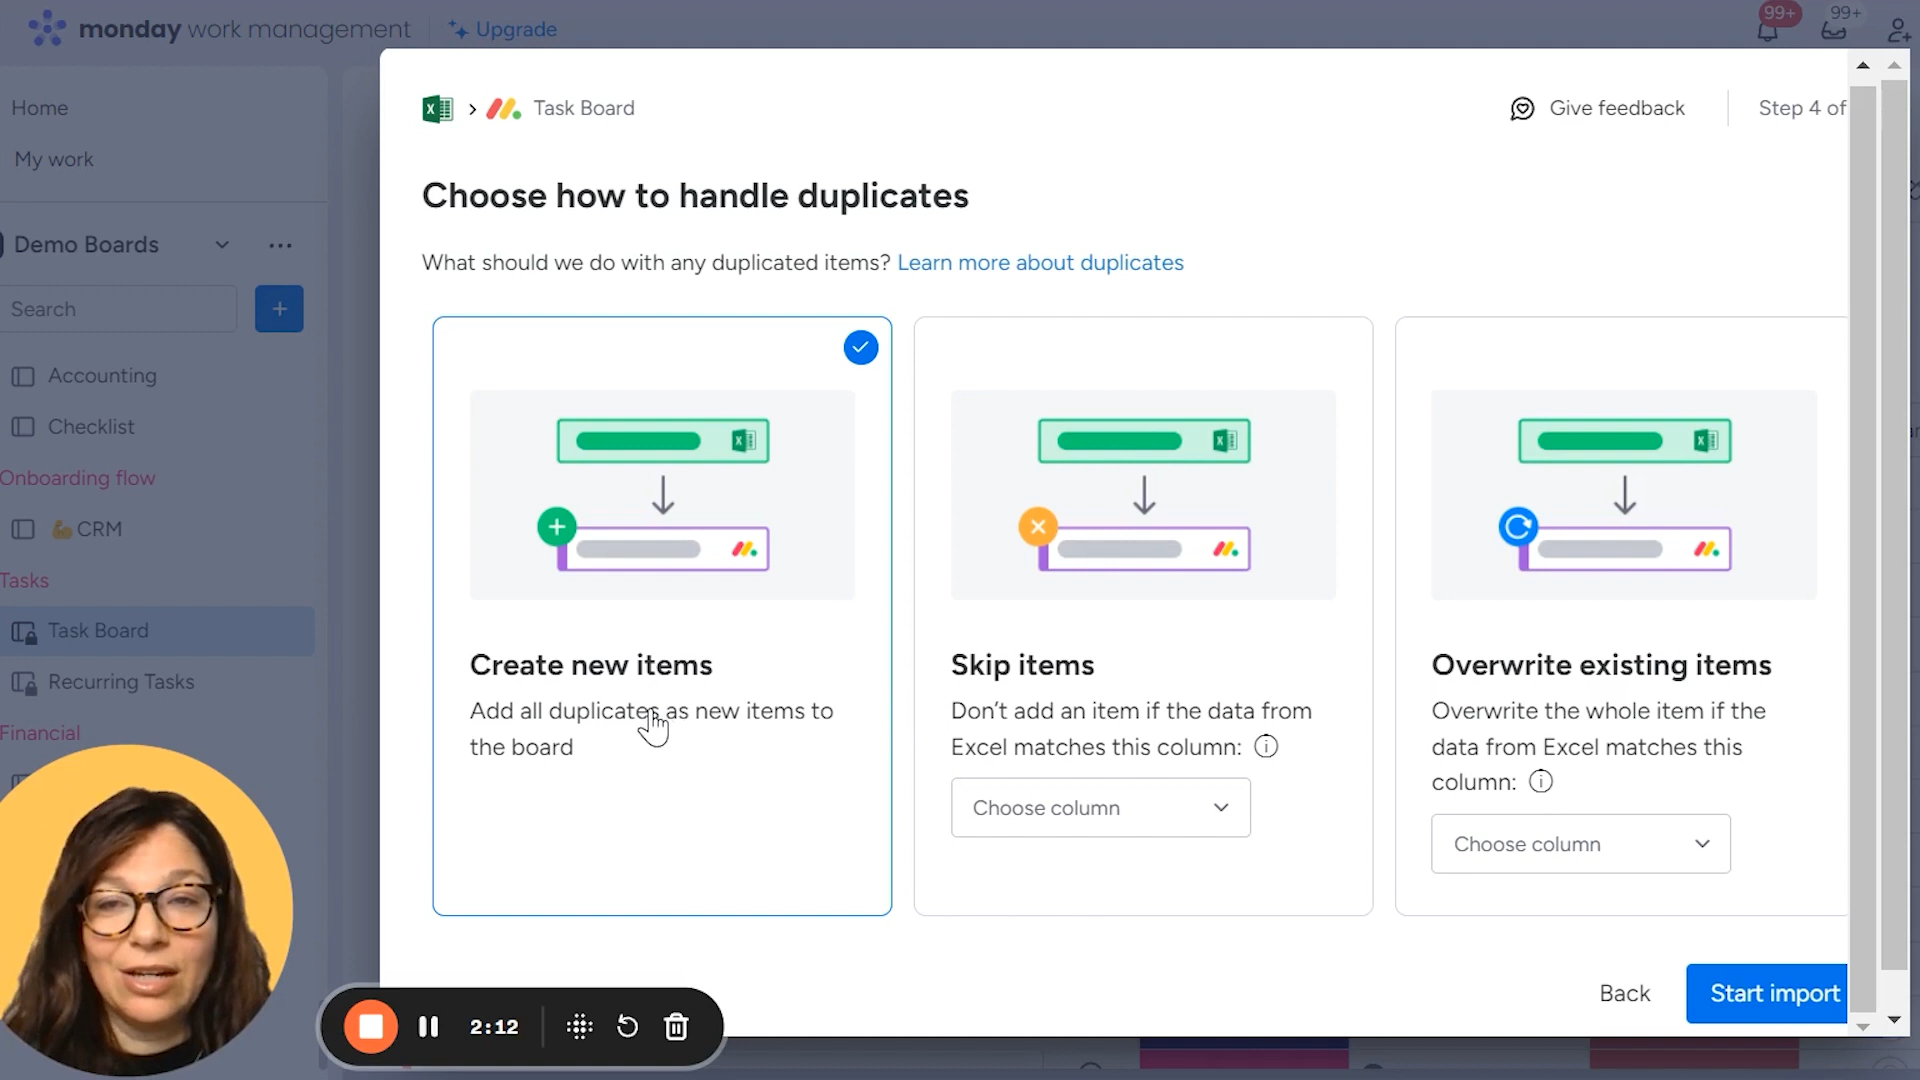 monday work management
Upgrade
99+
99+
Home
My work
Demo Boards
Search
Accounting
Checklist
Onboarding flow
CRM
Tasks
Task Board
Recurring Tasks
Financial
Task Board
Give feedback
Step 4 of
Choose how to handle duplicates
What should we do with any duplicated items? Learn more about duplicates
Create new items
Add all duplicates as new items to
the board
Skip items
Don't add an item if the data from
Excel matches this column:
Choose column
Overwrite existing items
Overwrite the whole item if the
data from Excel matches this
column:
Choose column
Back
Start import
2:12